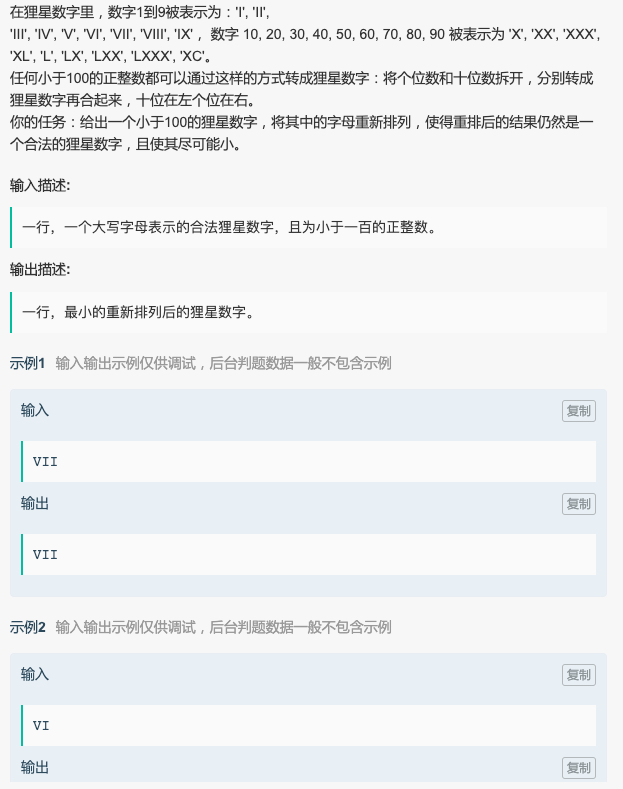 在狸星数字里，数字1到9被表示为：'I', 'II',
'III', 'IV', 'V', 'VI', 'VII', 'VIII', 'IX'， 数字 10, 20, 30, 40, 50, 60, 70, 80, 90 被表示为 'X', 'XX', 'XXX',
'XL', 'L', 'LX', 'LXX', 'LXXX', 'XC'。
任何小于100的正整数都可以通过这样的方式转成狸星数字：将个位数和十位数拆开，分别转成
狸星数字再合起来，十位在左个位在右。
你的任务：给出一个小于100的狸星数字，将其中的字母重新排列，使得重排后的结果仍然是一
个合法的狸星数字，且使其尽可能小。
输入描述:
一行，一个大写字母表示的合法狸星数字，且为小于一百的正整数。
输出描述:
一行，最小的重新排列后的狸星数字。
示例1 输入输出示例仅供调试，后台判题数据一般不包含示例
输入 复制
VII
输出 复制
VII
示例2 输入输出示例仅供调试，后台判题数据一般不包含示例
输入 复制
VI
输出 复制